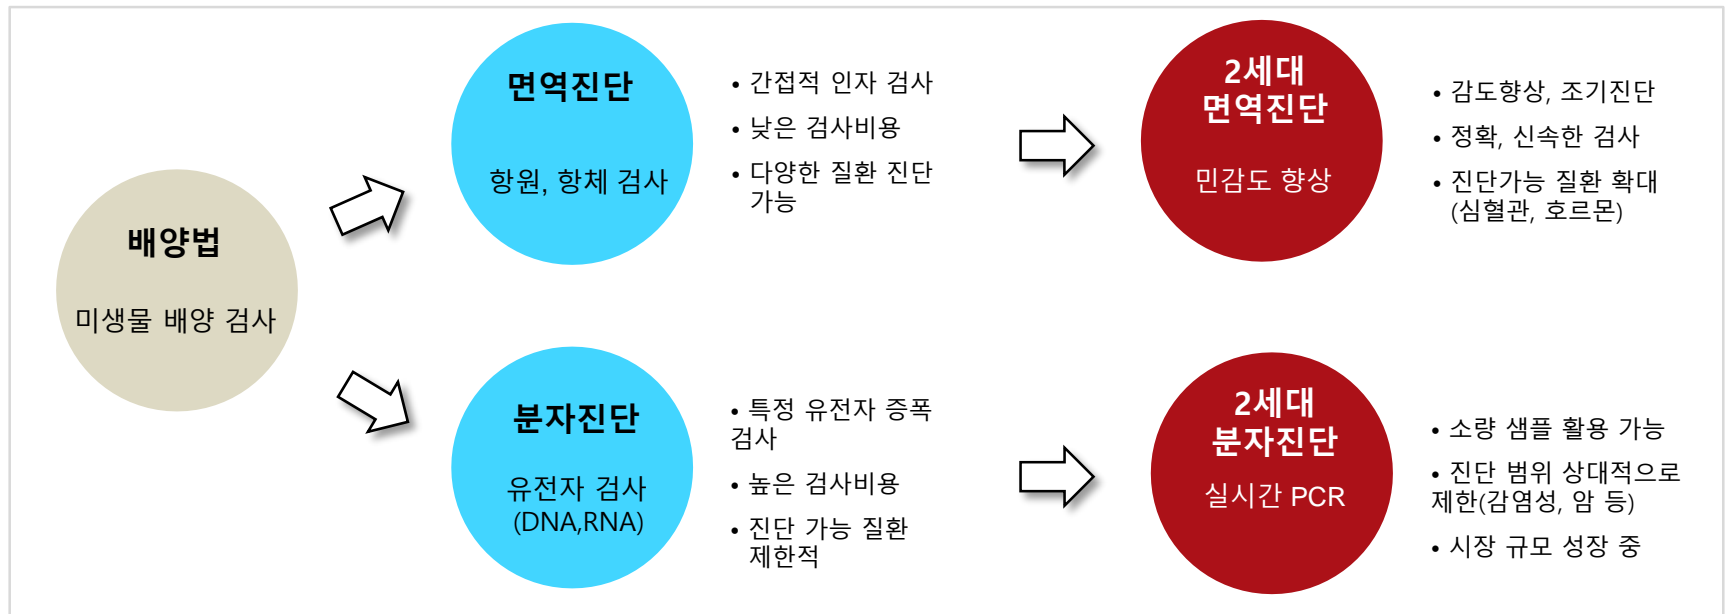 배양법
미생물 배양 검사
면역진단
항원, 항체 검사
• 간접적 인자 검사
• 낮은 검사비용
• 다양한 질환 진단
가능
2세대
면역진단
민감도 향상
• 감도향상, 조기진단
• 정확, 신속한 검사
• 진단가능 질환 확대
(심혈관, 호르몬)
분자진단
유전자 검사
(DNA,RNA)
• 특정 유전자 증폭
검사
• 높은 검사비용
• 진단 가능 질환
제한적
2세대
분자진단
실시간 PCR
• 소량 샘플 활용 가능
• 진단 범위 상대적으로
제한(감염성, 암 등)
• 시장 규모 성장 중